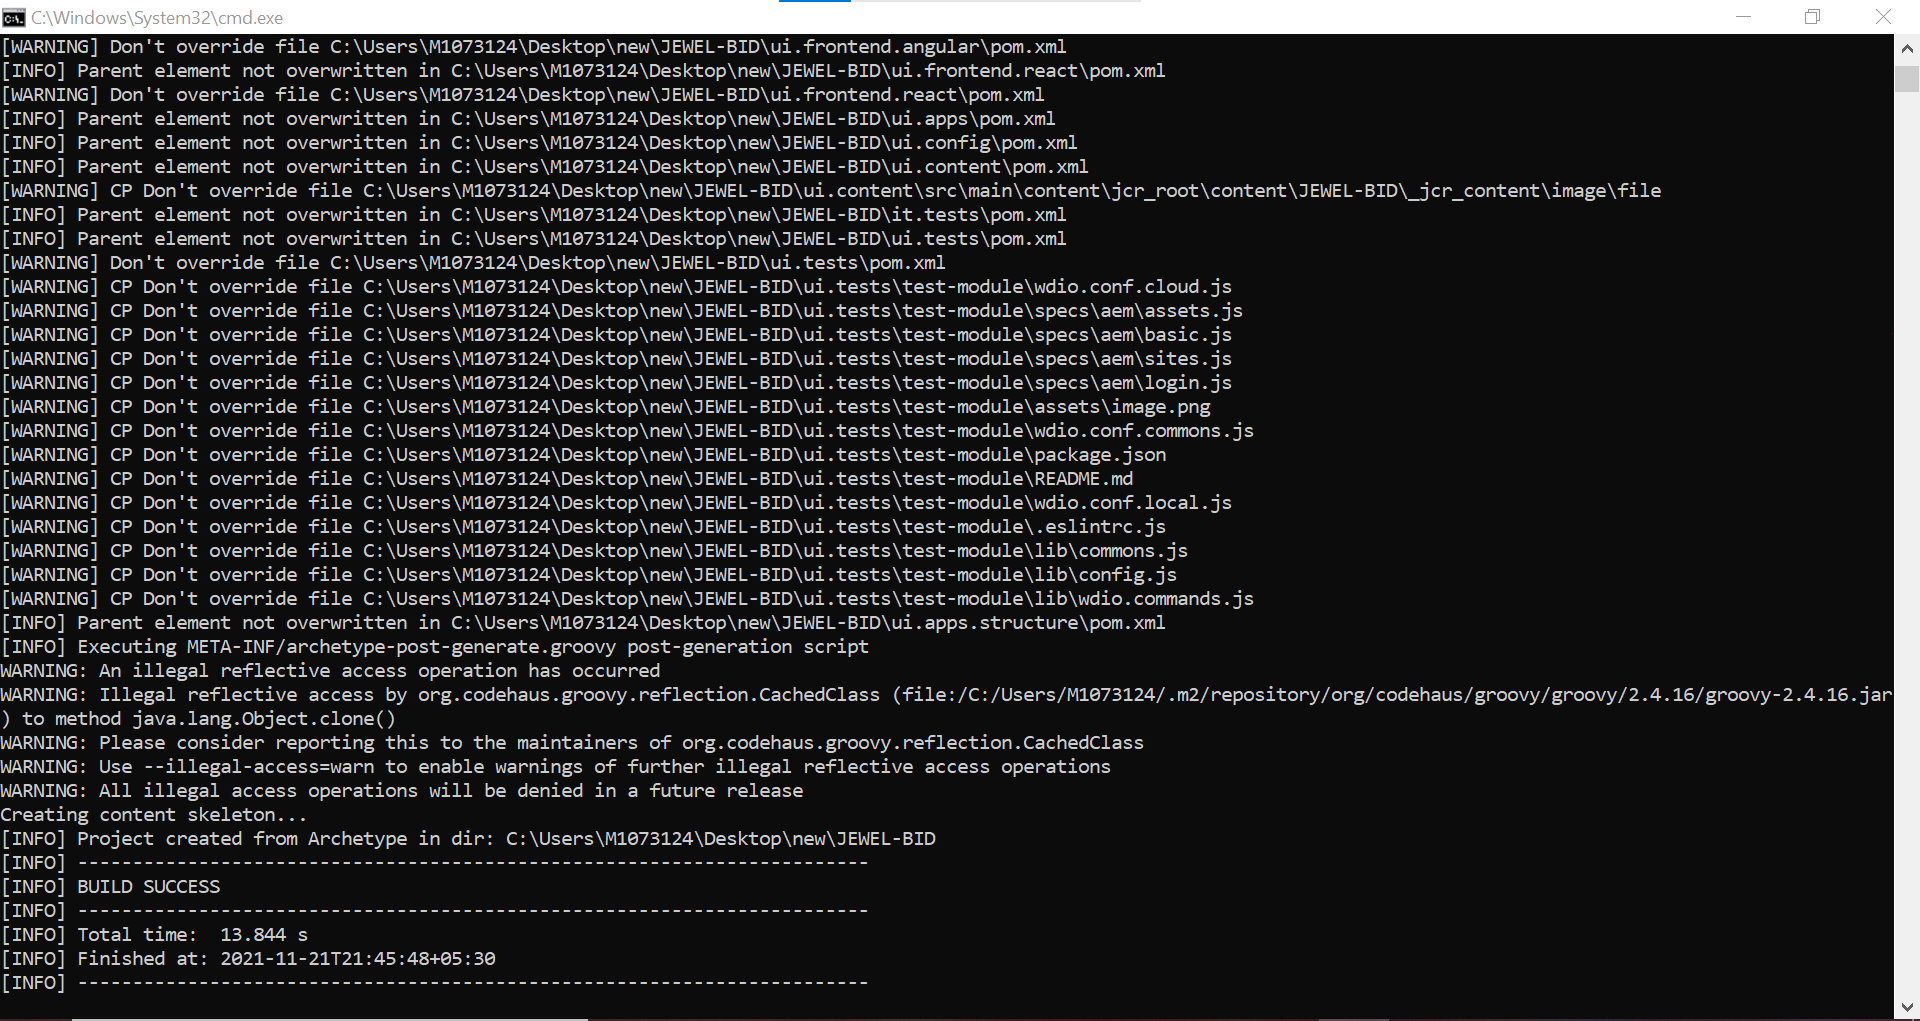 C:\Windows\System32\cmd.exe
[WARNING] Don't override file C:\Users\M1073124\Desktop\new\JEWEL-BID\ui.frontend.angular\pom.xml
[INFO] Parent element not overwritten in C:\Users\M1073124\Desktop\new\JEWEL-BID\ui.frontend.react\pom.xml
[WARNING] Don't override file C:\Users\M1073124\Desktop\new\JEWEL-BID\ui.frontend.react\pom.xml
[INFO] Parent element not overwritten in C:\Users\M1073124\Desktop\new\JEWEL-BID\ui.apps\pom.xml
[INFO] Parent element not overwritten in C:\Users\M1073124\Desktop\new\JEWEL-BID\ui.config\pom.xml
[INFO] Parent element not overwritten in C:\Users\M1073124\Desktop\new\JEWEL-BID\ui.content\pom.xml
[WARNING] CP Don't override file C:\Users\M1073124\Desktop\new\JEWEL-BID\ui.content\src\main\content\jcr_root\content\JEWEL-BID\_jcr_content\image\file
[INFO] Parent element not overwritten in C:\Users\M1073124\Desktop\new\JEWEL-BID\it.tests\pom.xml
[INFO] Parent element not overwritten in C:\Users\M1073124\Desktop\new\JEWEL-BID\ui.tests\pom.xml
[WARNING] Don't override file C:\Users\M1073124\Desktop\new\JEWEL-BID\ui.tests\pom.xml
[WARNING] CP Don't override file C:\Users\M1073124\Desktop\new\JEWEL-BID\ui.tests\test-module\wdio.conf.cloud.js
[WARNING] CP Don't override file C:\Users\M1073124\Desktop\new\JEWEL-BID\ui.tests\test-module\specs\aem\assets.js
[WARNING] CP Don't override file C:\Users\M1073124\Desktop\new\JEWEL-BID\ui.tests\test-module\specs\aem\basic.js
[WARNING] CP Don't override file C:\Users\M1073124\Desktop\new\JEWEL-BID\ui.tests\test-module\specs\aem\sites.js
[WARNING] CP Don't override file C:\Users\M1073124\Desktop\new\JEWEL-BID\ui.tests\test-module\specs\aem\login.js
[WARNING] CP Don't override file C:\Users\M1073124\Desktop\new\JEWEL-BID\ui.tests\test-module\assets\image.png
[WARNING] CP Don't override file C:\Users\M1073124\Desktop\new\JEWEL-BID\ui.tests\test-module\wdio.conf.commons.js
[WARNING] CP Don't override file C:\Users\M1073124\Desktop\new\JEWEL-BID\ui.tests\test-module\package.json
[WARNING] CP Don't override file C:\Users\M1073124\Desktop\new\JEWEL-BID\ui.tests\test-module\README.md
[WARNING] CP Don't override file C:\Users\M1073124\Desktop\new\JEWEL-BID\ui.tests\test-module\wdio.conf.local.js
[WARNING] CP Don't override file C:\Users\M1073124\Desktop\new\JEWEL-BID\ui.tests\test-module\.eslintrc.js
[WARNING] CP Don't override file C:\Users\M1073124\Desktop\new\JEWEL-BID\ui.tests\test-module\lib\commons.js
[WARNING] CP Don't override file C:\Users\M1073124\Desktop\new\JEWEL-BID\ui.tests\test-module\lib\config.js
[WARNING] CP Don't override file C:\Users\M1073124\Desktop\new\JEWEL-BID\ui.tests\test-module\lib\wdio.commands.js
[INFO] Parent element not overwritten in C:\Users\M1073124\Desktop\new\JEWEL-BID\ui.apps.structure\pom.xml
[INFO] Executing META-INF/archetype-post-generate.groovy post-generation script
WARNING: An illegal reflective access operation has occurred
WARNING: Illegal reflective access by org.codehaus.groovy.reflection.CachedClass (file:/C:/Users/M1073124/.m2/repository/org/codehaus/groovy/groovy/2.4.16/groovy-2.4.16.jar
) to method java.lang.Object.clone()
WARNING: Please consider reporting this to the maintainers of org.codehaus.groovy.reflection.CachedClass
WARNING: Use --illegal-access=warn to enable warnings of further illegal reflective access operations
WARNING: All illegal access operations will be denied in a future release
Creating content skeleton...
[INFO] Project created from Archetype in dir: C:\Users\M1073124\Desktop\new\JEWEL-BID
[INFO] ------------------------------------------------------------------------
[INFO] BUILD SUCCESS
[INFO] ------------------------------------------------------------------------
[INFO] Total time:  13.844 s
[INFO] Finished at: 2021-11-21T21:45:48+05:30
[INFO] ------------------------------------------------------------------------